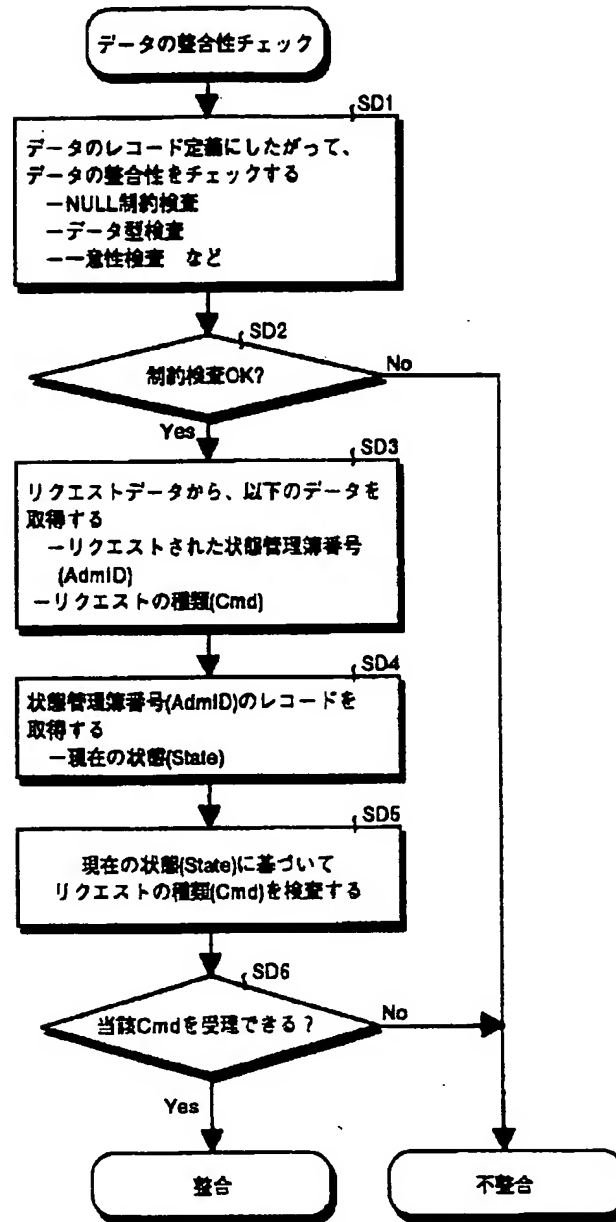 データの整合性チェック
SD1
データのレコード定義にしたがって、
データの整合性をチェックする
ーNULL制約検査
ーデータ型検査
ー一意性検査 など
SD2
制約検査OK?
No
Yes
SD3
リクエストデータから、以下のデータを
取得する
ーリクエストされた状態管理簿番号
(AdmID)
ーリクエストの種類(Cmd)
SD4
状態管理簿番号(AdmID)のレコードを
取得する
ー現在の状態(State)
SD5
現在の状態(State)に基づいて
リクエストの種類(Cmd)を検査する
SD6
当該Cmdを受理できる?
No
Yes
整合
不整合